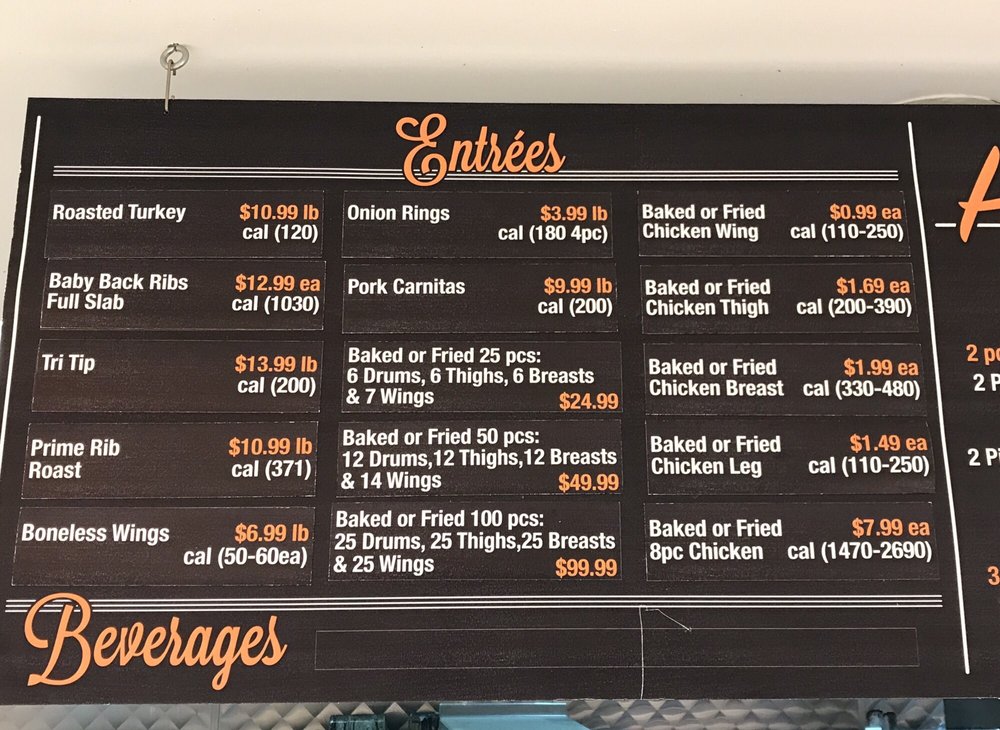 Entrées
Roasted Turkey $10.99 lb
cal (120)
Baby Back Ribs $12.99 ea
Full Slab cal (1030)
Tri Tip $13.99 lb
cal (200)
Prime Rib $10.99 lb
Roast cal (371)
Boneless Wings $6.99 lb
cal (50-60ea)
Onion Rings $3.99 lb
cal (180 4pc)
Pork Carnitas $9.99 lb
cal (200)
Baked or Fried 25 pcs:
6 Drums, 6 Thighs, 6 Breasts
& 7 Wings $24.99
Baked or Fried 50 pcs:
12 Drums,12 Thighs,12 Breasts
& 14 Wings $49.99
Baked or Fried 100 pcs:
25 Drums, 25 Thighs,25 Breasts
& 25 Wings $99.99
Baked or Fried $0.99 ea
Chicken Wing cal (110-250)
Baked or Fried $1.69 ea
Chicken Thigh cal (200-390)
Baked or Fried $1.99 ea
Chicken Breast cal (330-480)
Baked or Fried $1.49 ea
Chicken Leg cal (110-250)
Baked or Fried $7.99 ea
8pc Chicken cal (1470-2690)
Beverages
2
2
2
3